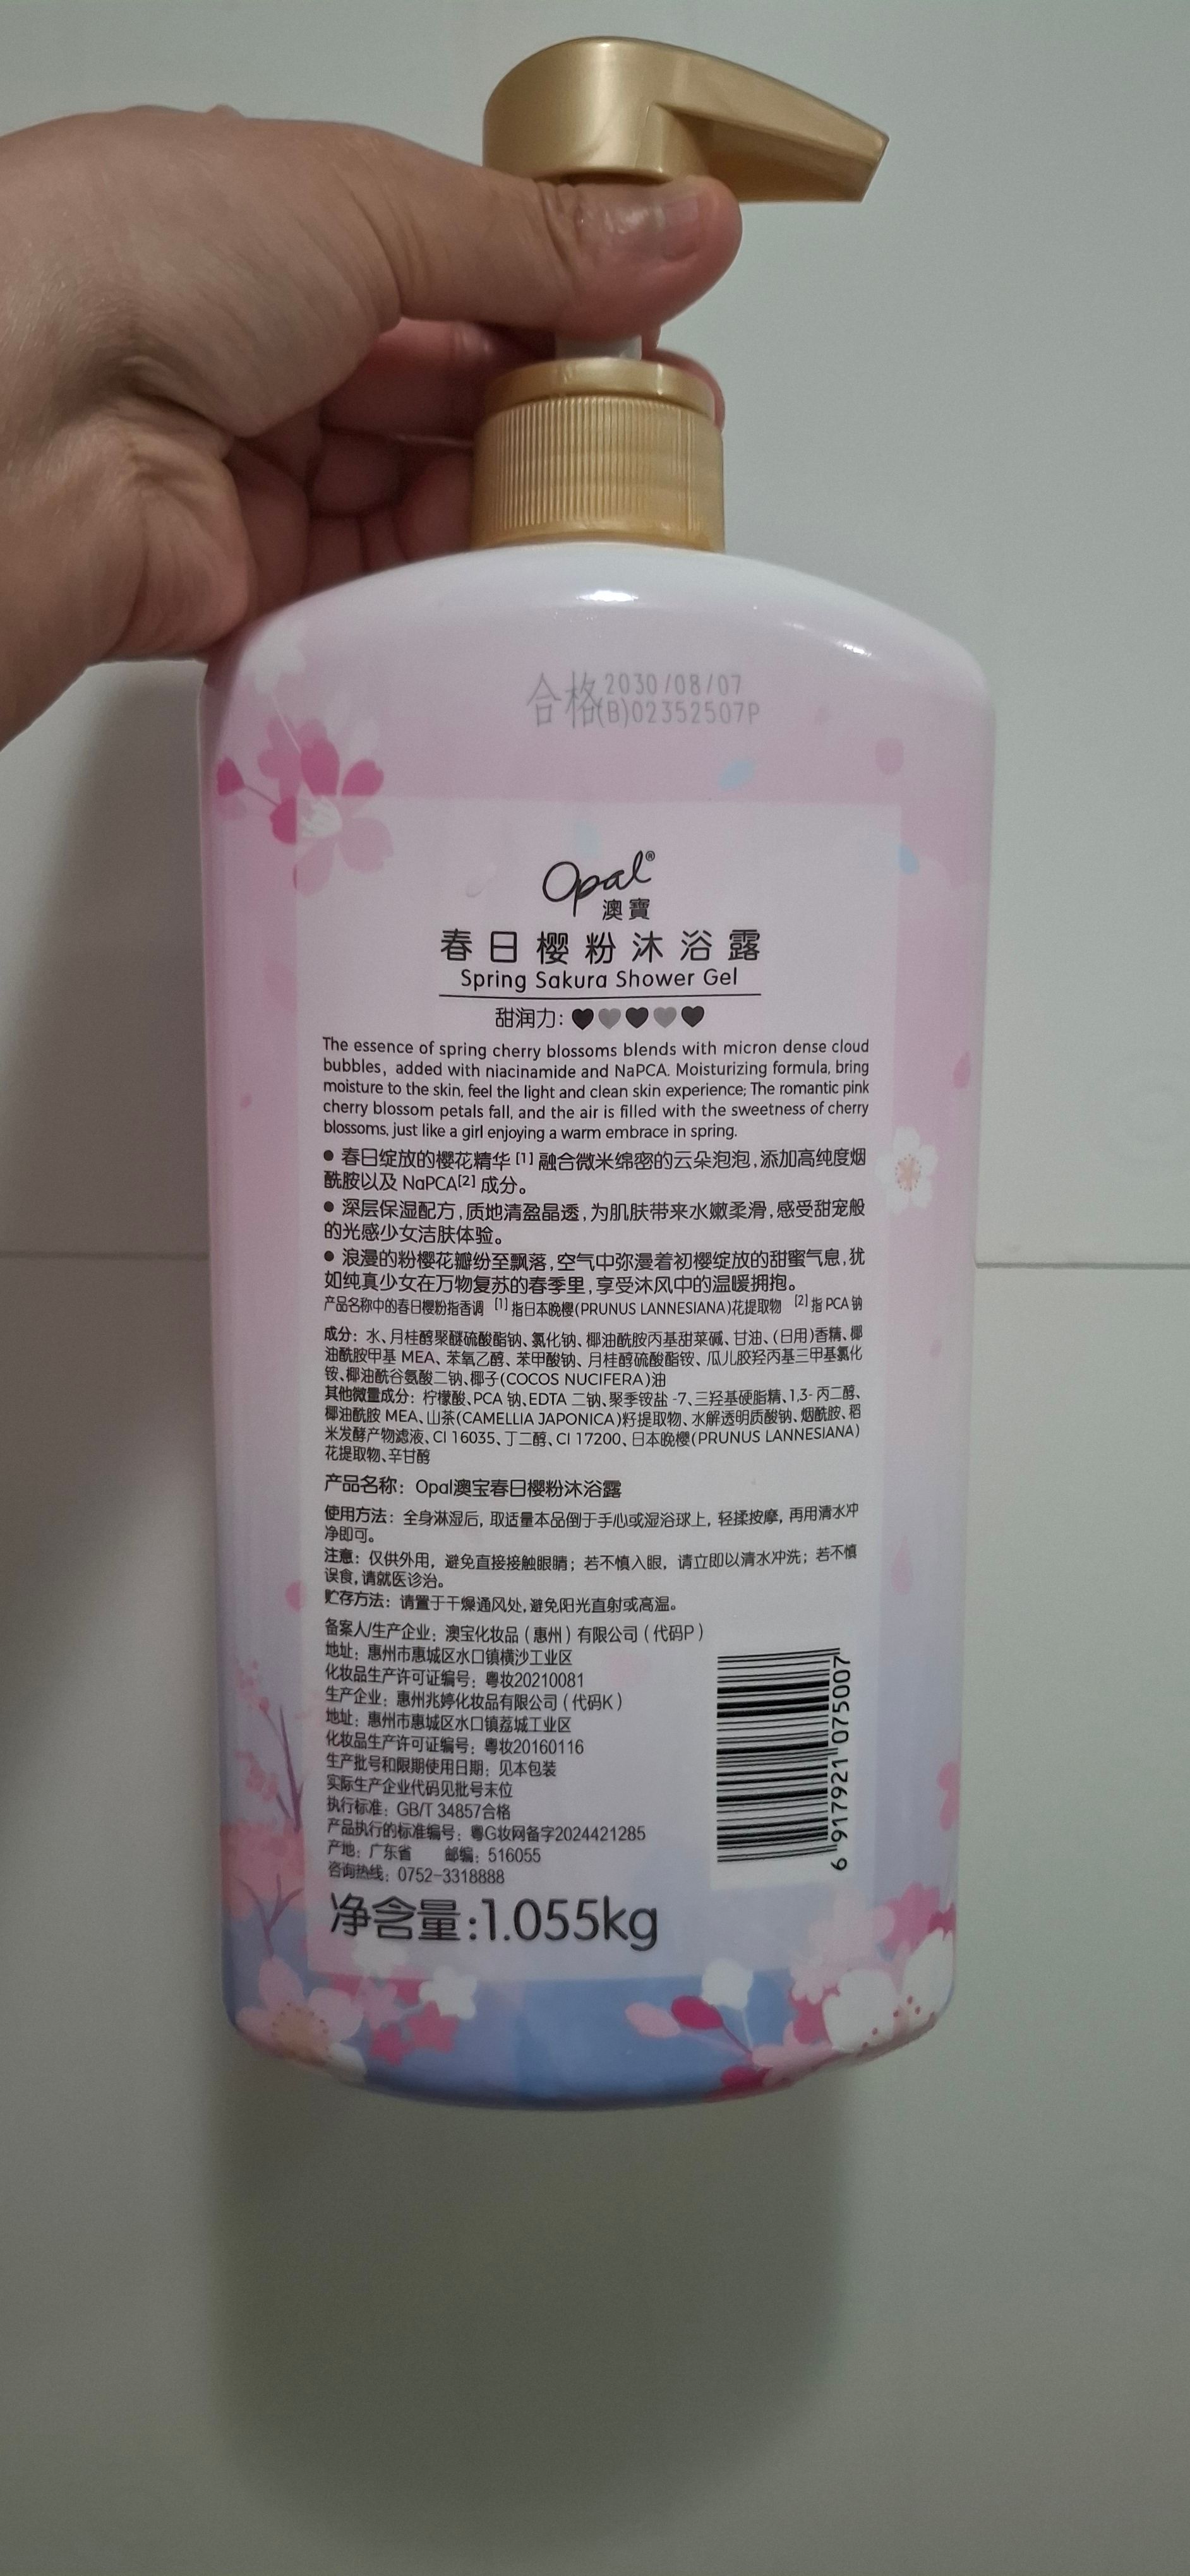 合格2030/08/07
(B)02352507P
Opal®
澳寶
春日樱粉沐浴露
Spring Sakura Shower Gel
甜润力:
The essence of spring cherry blossoms blends with micron dense cloud
bubbles, added with niacinamide and NaPCA. Moisturizing formula, bring
moisture to the skin, feel the light and clean skin experience; The romantic pink
cherry blossom petals fall, and the air is filled with the sweetness of cherry
blossoms, just like a girl enjoying a warm embrace in spring.
● 春日绽放的樱花精华[1]融合微米绵密的云朵泡泡,添加高纯度烟
酰胺以及 NaPCA[2]成分。
● 深层保湿配方,质地清盈晶透,为肌肤带来水嫩柔滑,感受甜宠般
的光感少女洁肤体验。
● 浪漫的粉樱花瓣纷至飘落,空气中弥漫着初樱绽放的甜蜜气息,犹
如纯真少女在万物复苏的春季里,享受沐风中的温暖拥抱。
产品名称中的春日樱粉指香调 [1]指日本晚樱(PRUNUS LANNESIANA)花提取物 [2]指 PCA 钠
成分：水、月桂醇聚醚硫酸酯钠、氯化钠、椰油酰胺丙基甜菜碱、甘油、(日用)香精、椰
油酰胺甲基 MEA、苯氧乙醇、苯甲酸钠、月桂醇硫酸酯铵、瓜儿胶羟丙基三甲基氯化
铵、椰油酰谷氨酸二钠、椰子(COCOS NUCIFERA)油
其他微量成分：柠檬酸、PCA 钠、EDTA 二钠、聚季铵盐 -7、三羟基硬脂精、1,3- 丙二醇、
椰油酰胺 MEA、山茶(CAMELLIA JAPONICA)籽提取物、水解透明质酸钠、烟酰胺、稻
米发酵产物滤液、CI 16035、丁二醇、CI 17200、日本晚樱(PRUNUS LANNESIANA)
花提取物、辛甘醇
产品名称：Opal澳宝春日樱粉沐浴露
使用方法：全身淋湿后，取适量本品倒于手心或湿浴球上，轻揉按摩，再用清水冲
净即可。
注意：仅供外用，避免直接接触眼睛；若不慎入眼，请立即以清水冲洗；若不慎
误食,请就医诊治。
贮存方法：请置于干燥通风处,避免阳光直射或高温。
备案人/生产企业：澳宝化妆品（惠州）有限公司（代码P）
地址：惠州市惠城区水口镇横沙工业区
化妆品生产许可证编号：粤妆20210081
生产企业：惠州兆婷化妆品有限公司（代码K）
地址：惠州市惠城区水口镇荔城工业区
化妆品生产许可证编号：粤妆20160116
生产批号和限期使用日期：见本包装
实际生产企业代码见批号末位
执行标准：GB/T 34857合格
产品执行的标准编号：粤G妆网备字2024421285
产地：广东省 邮编：516055
咨询热线：0752-3318888
净含量:1.055kg
6 917921 075007